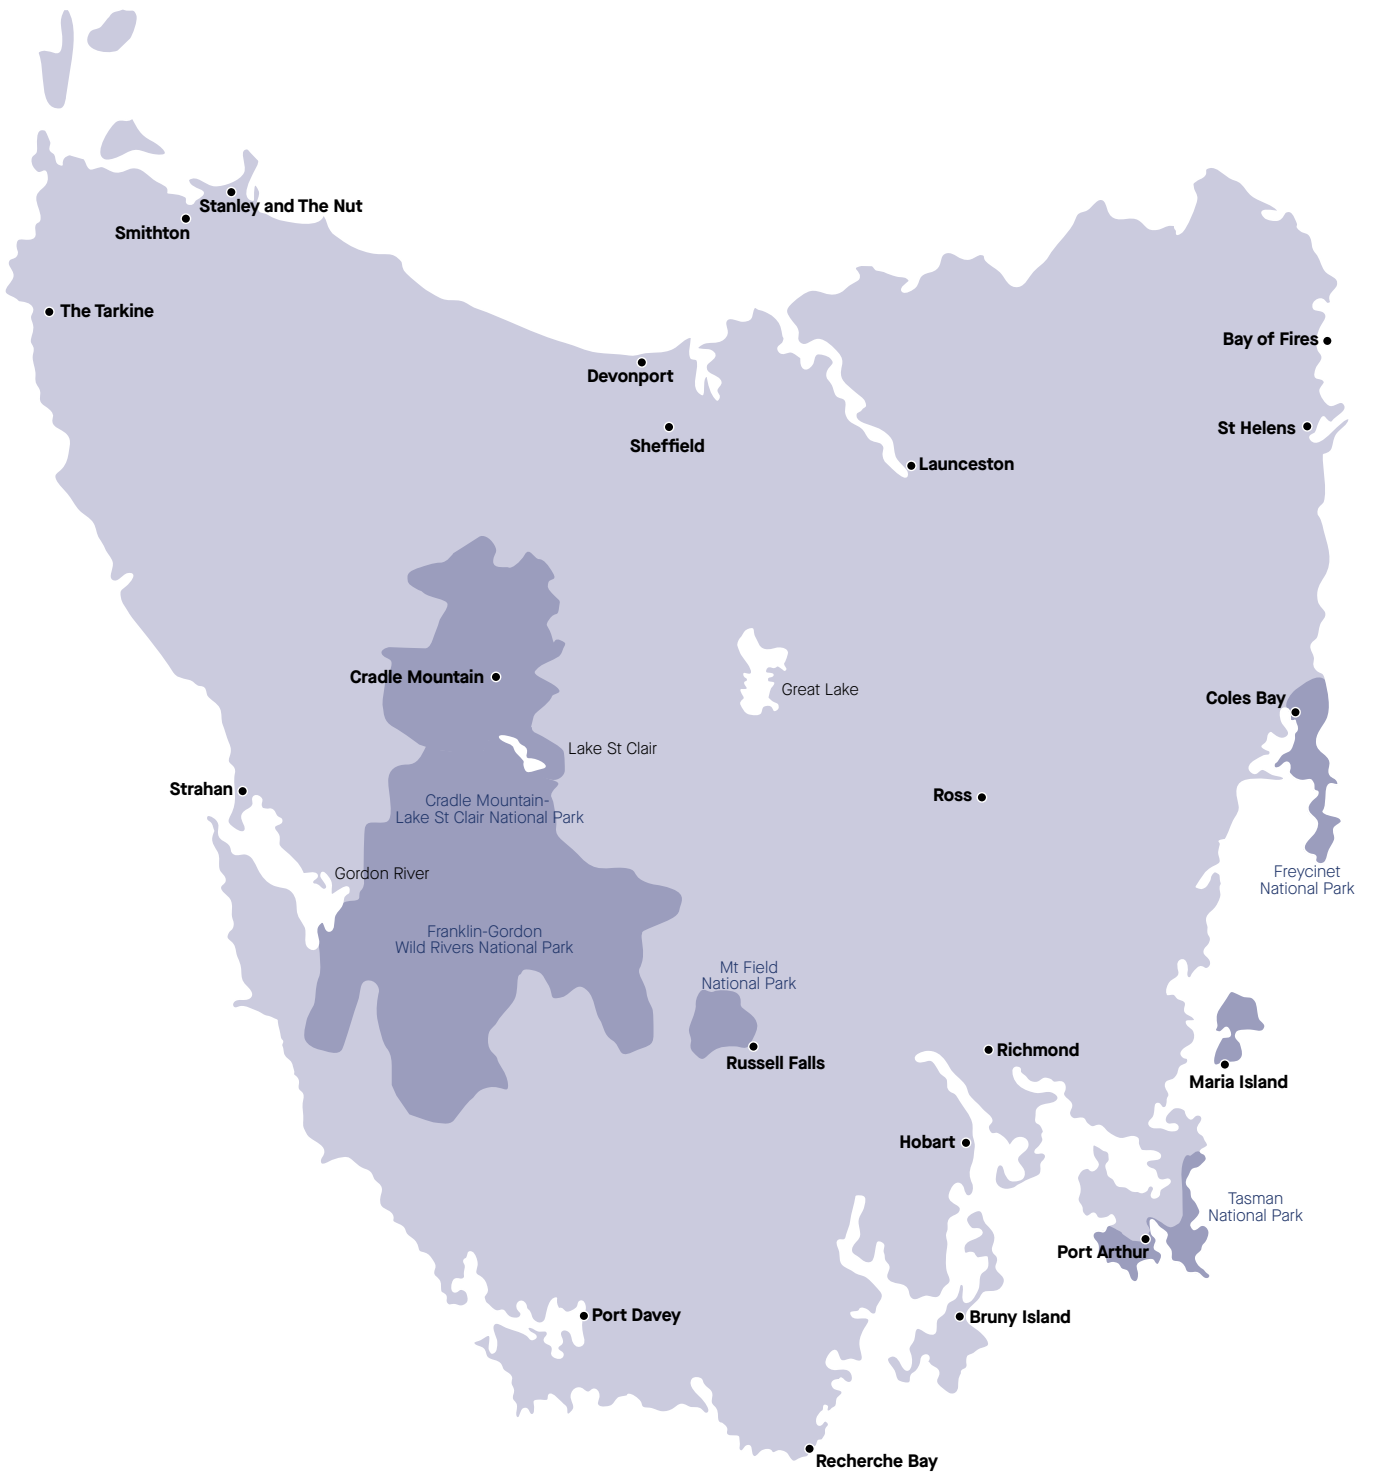 Stanley and The Nut
Smithton
The Tarkine
Bay of Fires
Devonport
St Helens
Sheffield
Launceston
Cradle Mountain
Great Lake
Coles Bay
Lake St Clair
Strahan
Ross
Cradle Mountain-
Lake St Clair National Park
Gordon River
Freycinet
National Park
Franklin-Gordon
Wild Rivers National Park
Mt Field
National Park
Richmond
Russell Falls
Maria Island
Hobart
Tasman
National Park
Port Arthur
Port Davey
Bruny Island
Recherche Bay